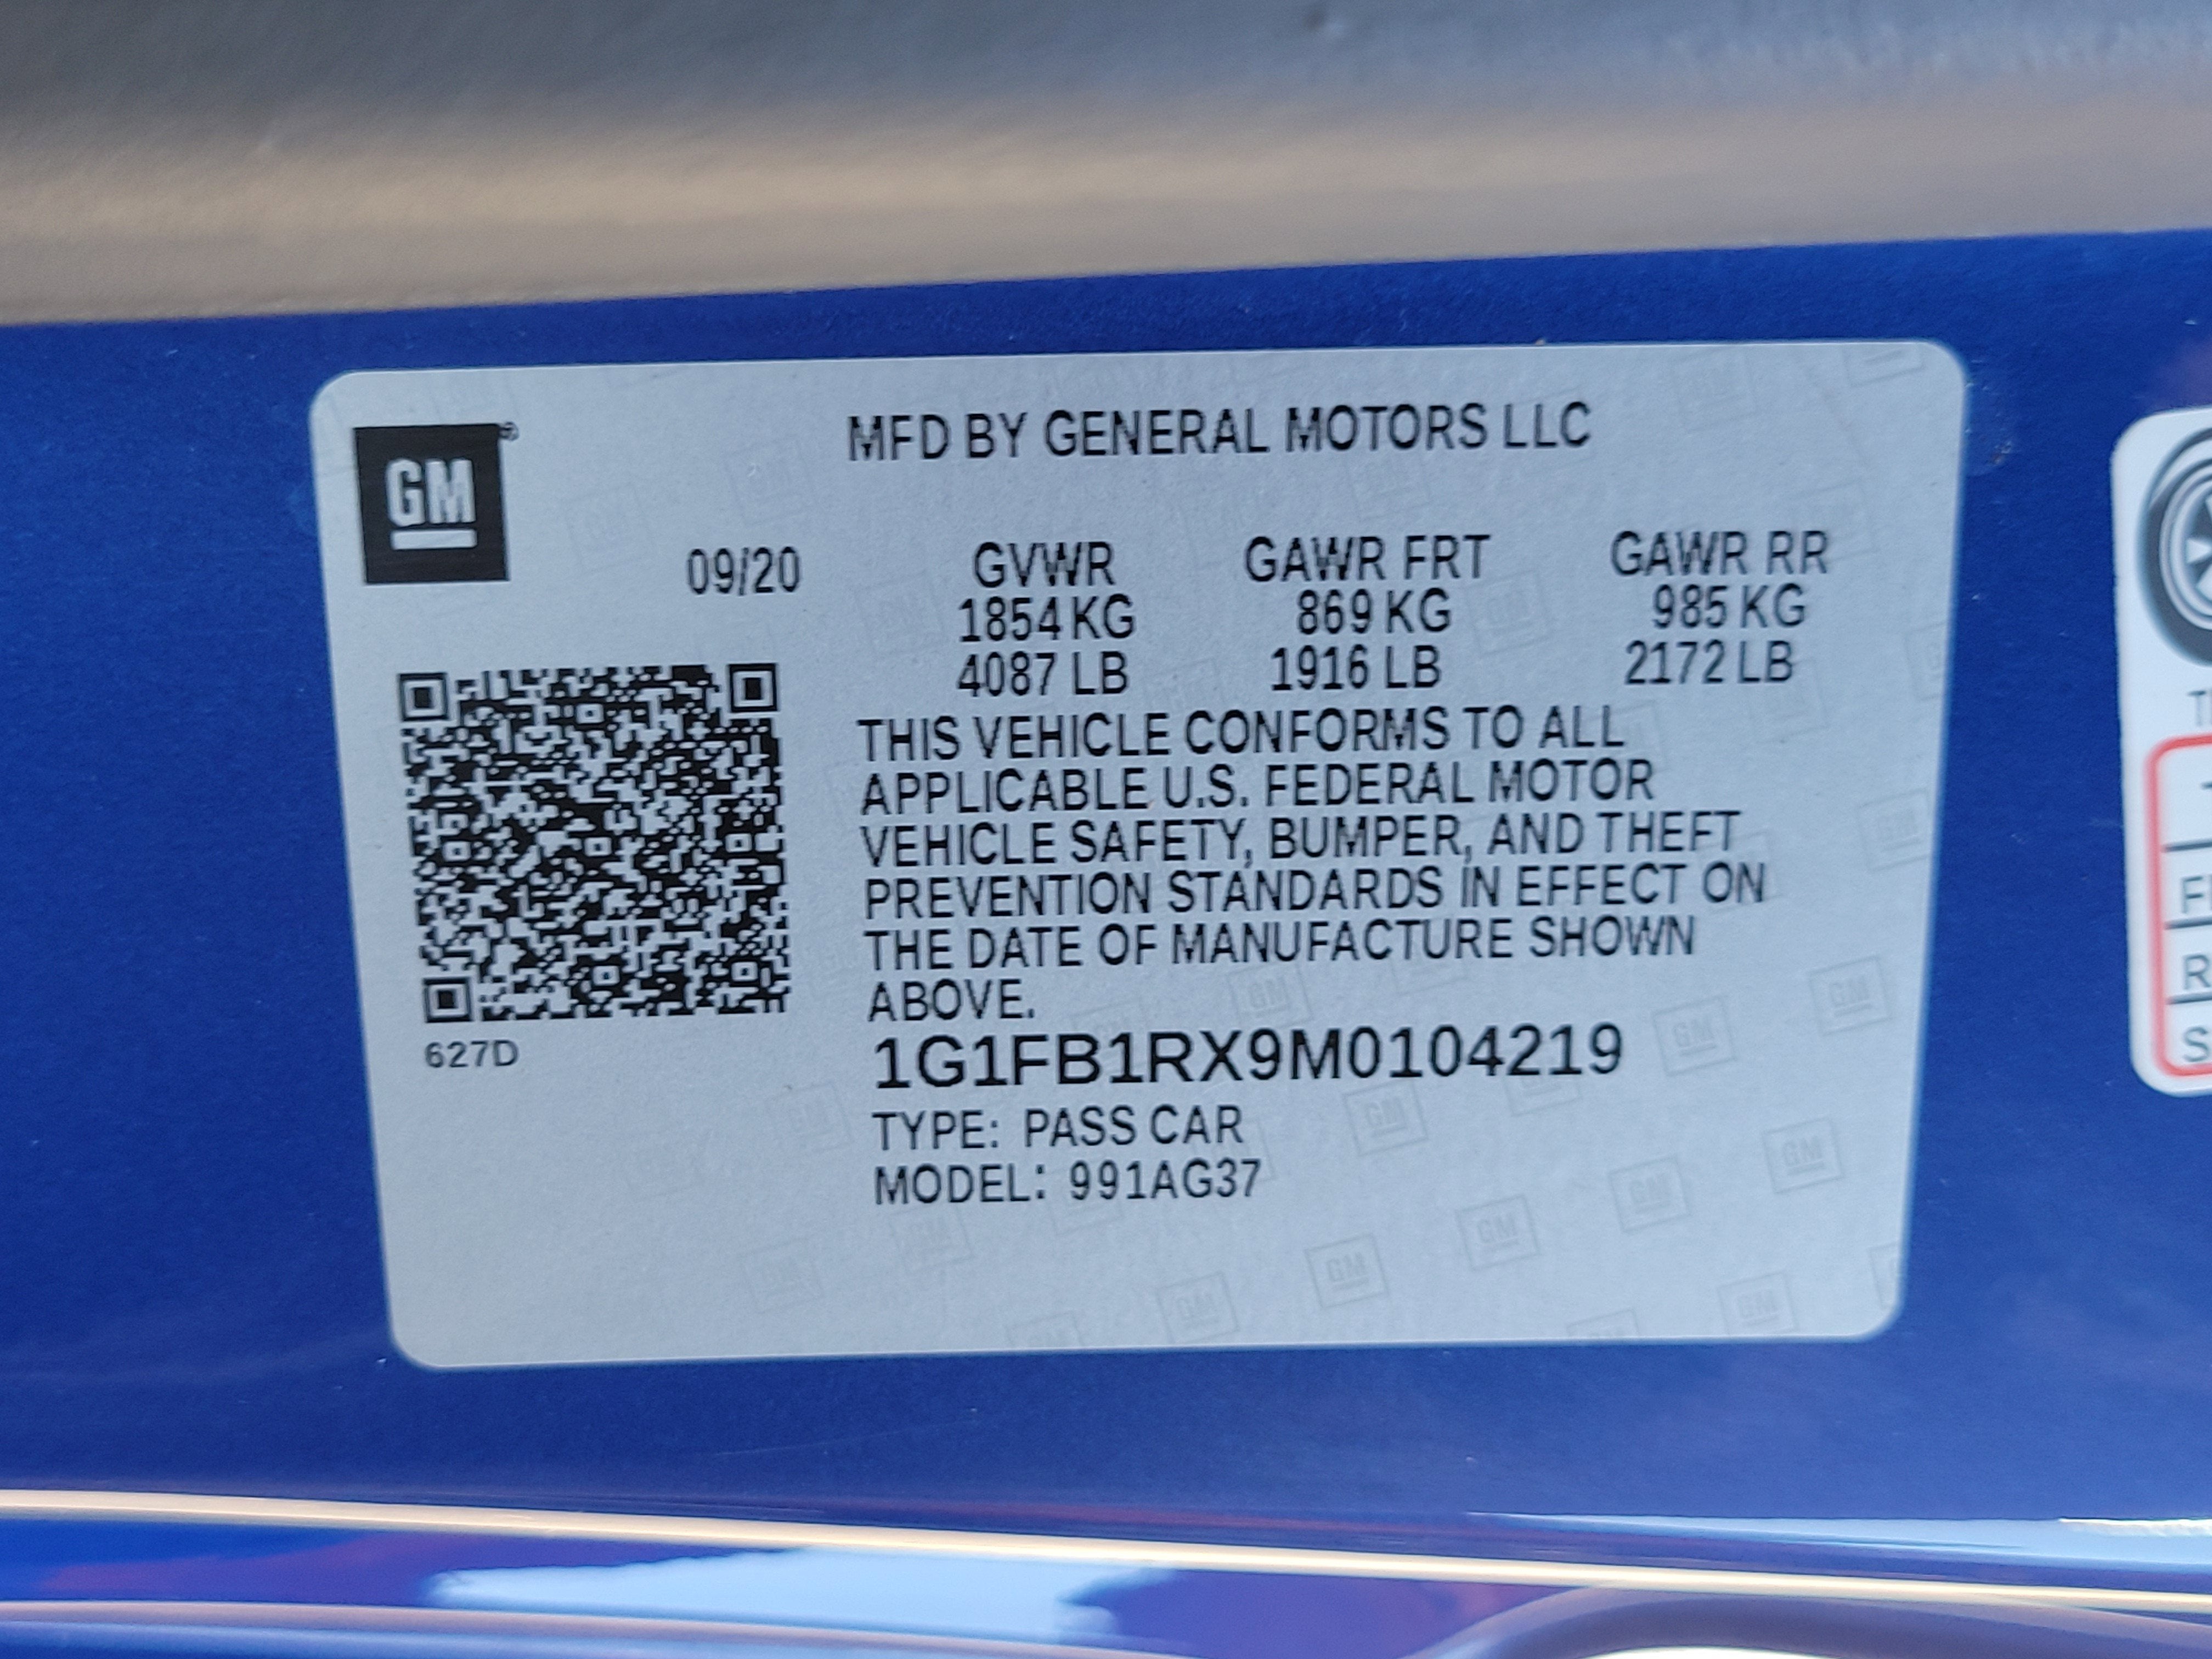 GM®
MFD BY GENERAL MOTORS LLC
09/20
GVWR GAWR FRT GAWR RR
1854 KG 869 KG 985 KG
4087 LB 1916 LB 2172 LB
THIS VEHICLE CONFORMS TO ALL
APPLICABLE U.S. FEDERAL MOTOR
VEHICLE SAFETY, BUMPER, AND THEFT
PREVENTION STANDARDS IN EFFECT ON
THE DATE OF MANUFACTURE SHOWN
ABOVE.
627D
1G1FB1RX9M0104219
TYPE: PASS CAR
MODEL: 991AG37